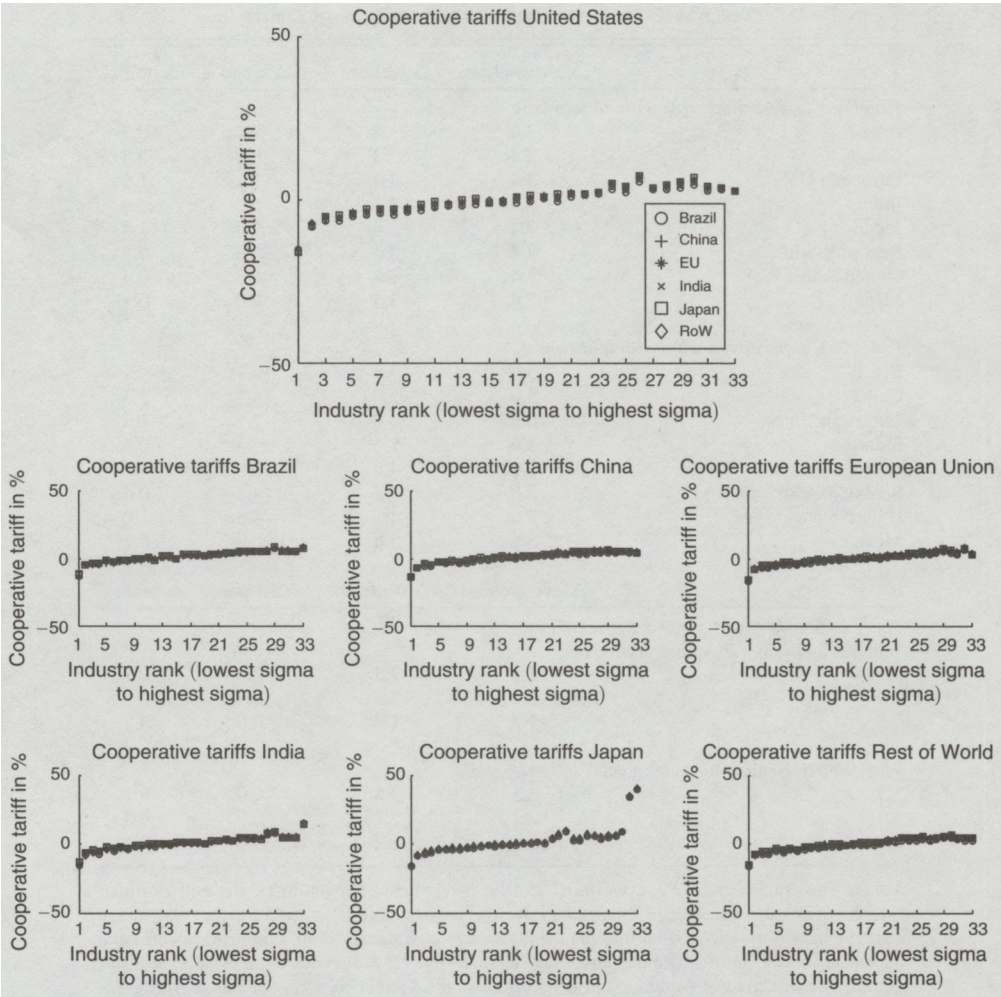 Cooperative tariffs United States
50
0
−50
Cooperative tariff in %
Brazil
China
EU
India
Japan
RoW
1 3 5 7 9 11 13 15 17 19 21 23 25 27 29 31 33
Industry rank (lowest sigma to highest sigma)
Cooperative tariffs Brazil
50
0
−50
Cooperative tariff in %
1 5 9 13 17 21 25 29 33
Industry rank (lowest sigma
to highest sigma)
Cooperative tariffs China
50
0
−50
Cooperative tariff in %
1 5 9 13 17 21 25 29 33
Industry rank (lowest sigma
to highest sigma)
Cooperative tariffs European Union
50
0
−50
Cooperative tariff in %
1 5 9 13 17 21 25 29 33
Industry rank (lowest sigma
to highest sigma)
Cooperative tariffs India
50
0
−50
Cooperative tariff in %
1 5 9 13 17 21 25 29 33
Industry rank (lowest sigma
to highest sigma)
Cooperative tariffs Japan
50
0
−50
Cooperative tariff in %
1 5 9 13 17 21 25 29 33
Industry rank (lowest sigma
to highest sigma)
Cooperative tariffs Rest of World
50
0
−50
Cooperative tariff in %
1 5 9 13 17 21 25 29 33
Industry rank (lowest sigma
to highest sigma)